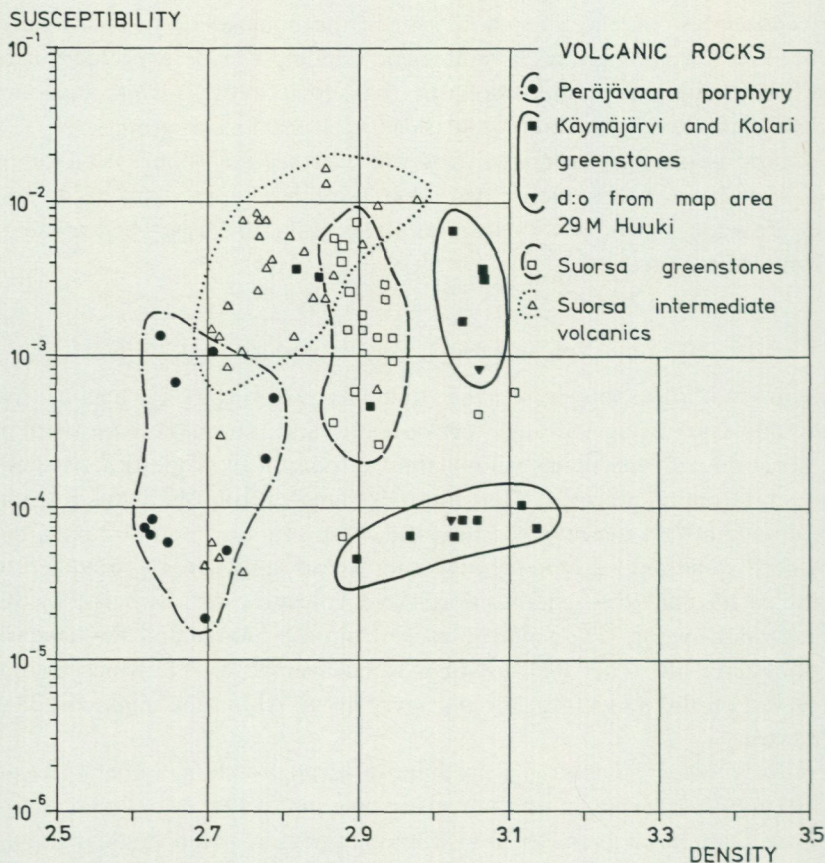 SUSCEPTIBILITY
10-1
10-2
10-3
10-4
10-5
10-6
2.5 2.7 2.9 3.1 3.3 3.5
DENSITY
VOLCANIC ROCKS
Peräjävaara porphyry
Käymäjärvi and Kolari
greenstones
d:o from map area
29 M Huuki
Suorsa greenstones
Suorsa intermediate
volcanics